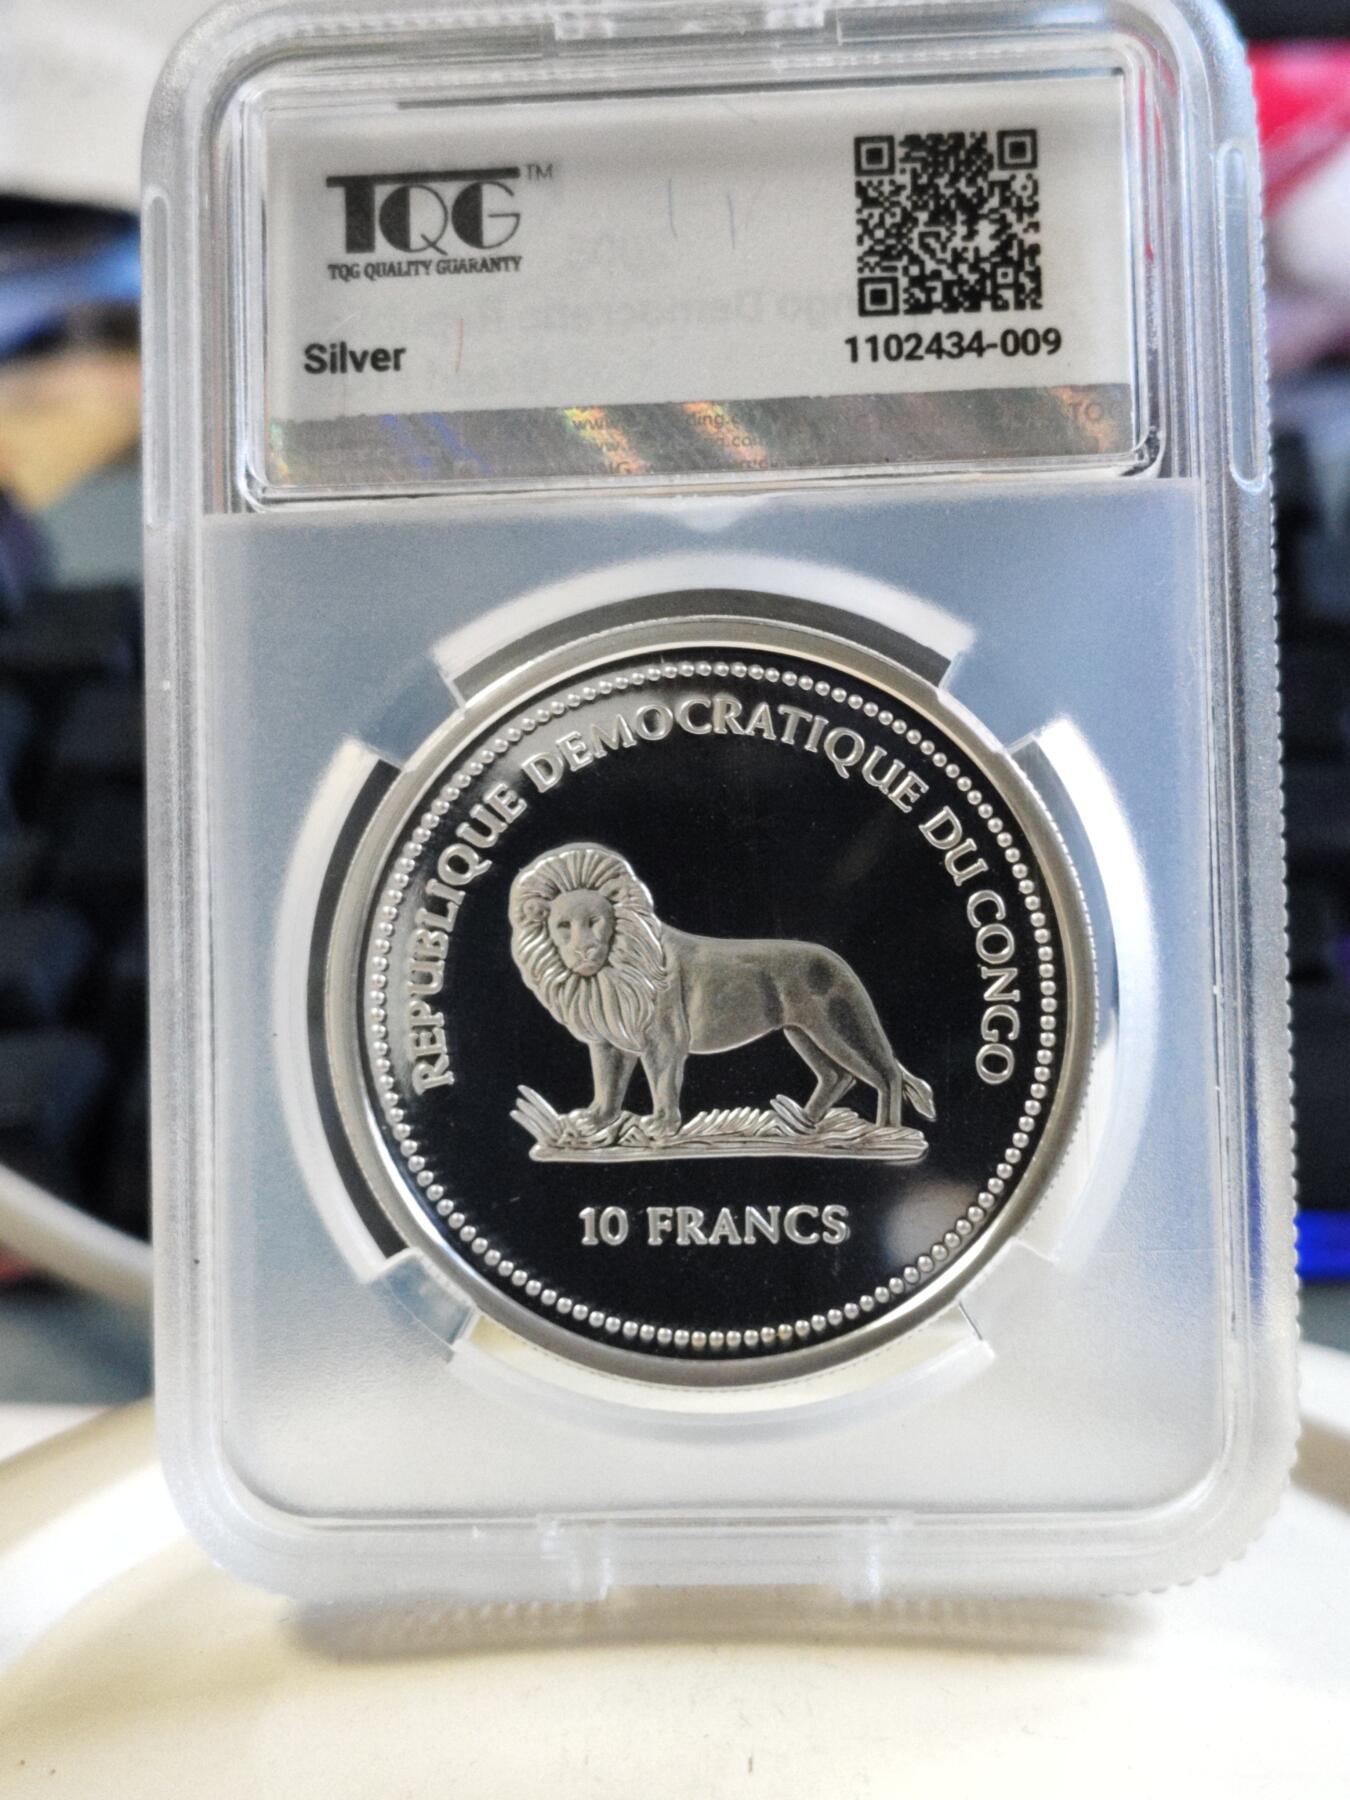 TQG™
TQG QUALITY GUARANTY
Silver
1102434-009
REPUBLIQUE DEMOCRATIQUE DU CONGO
10 FRANCS